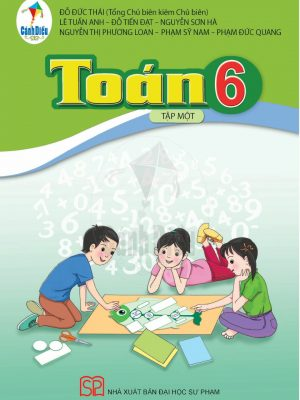 ĐỖ ĐỨC THÁI (Tổng Chủ biên kiêm Chủ biên)
LÊ TUẤN ANH – ĐỖ TIẾN ĐẠT – NGUYỄN SƠN HÀ
NGUYỄN THỊ PHƯƠNG LOAN – PHẠM SỸ NAM – PHẠM ĐỨC QUANG
Cánh Diều
Toán 6
TẬP MỘT
NHÀ XUẤT BẢN ĐẠI HỌC SƯ PHẠM